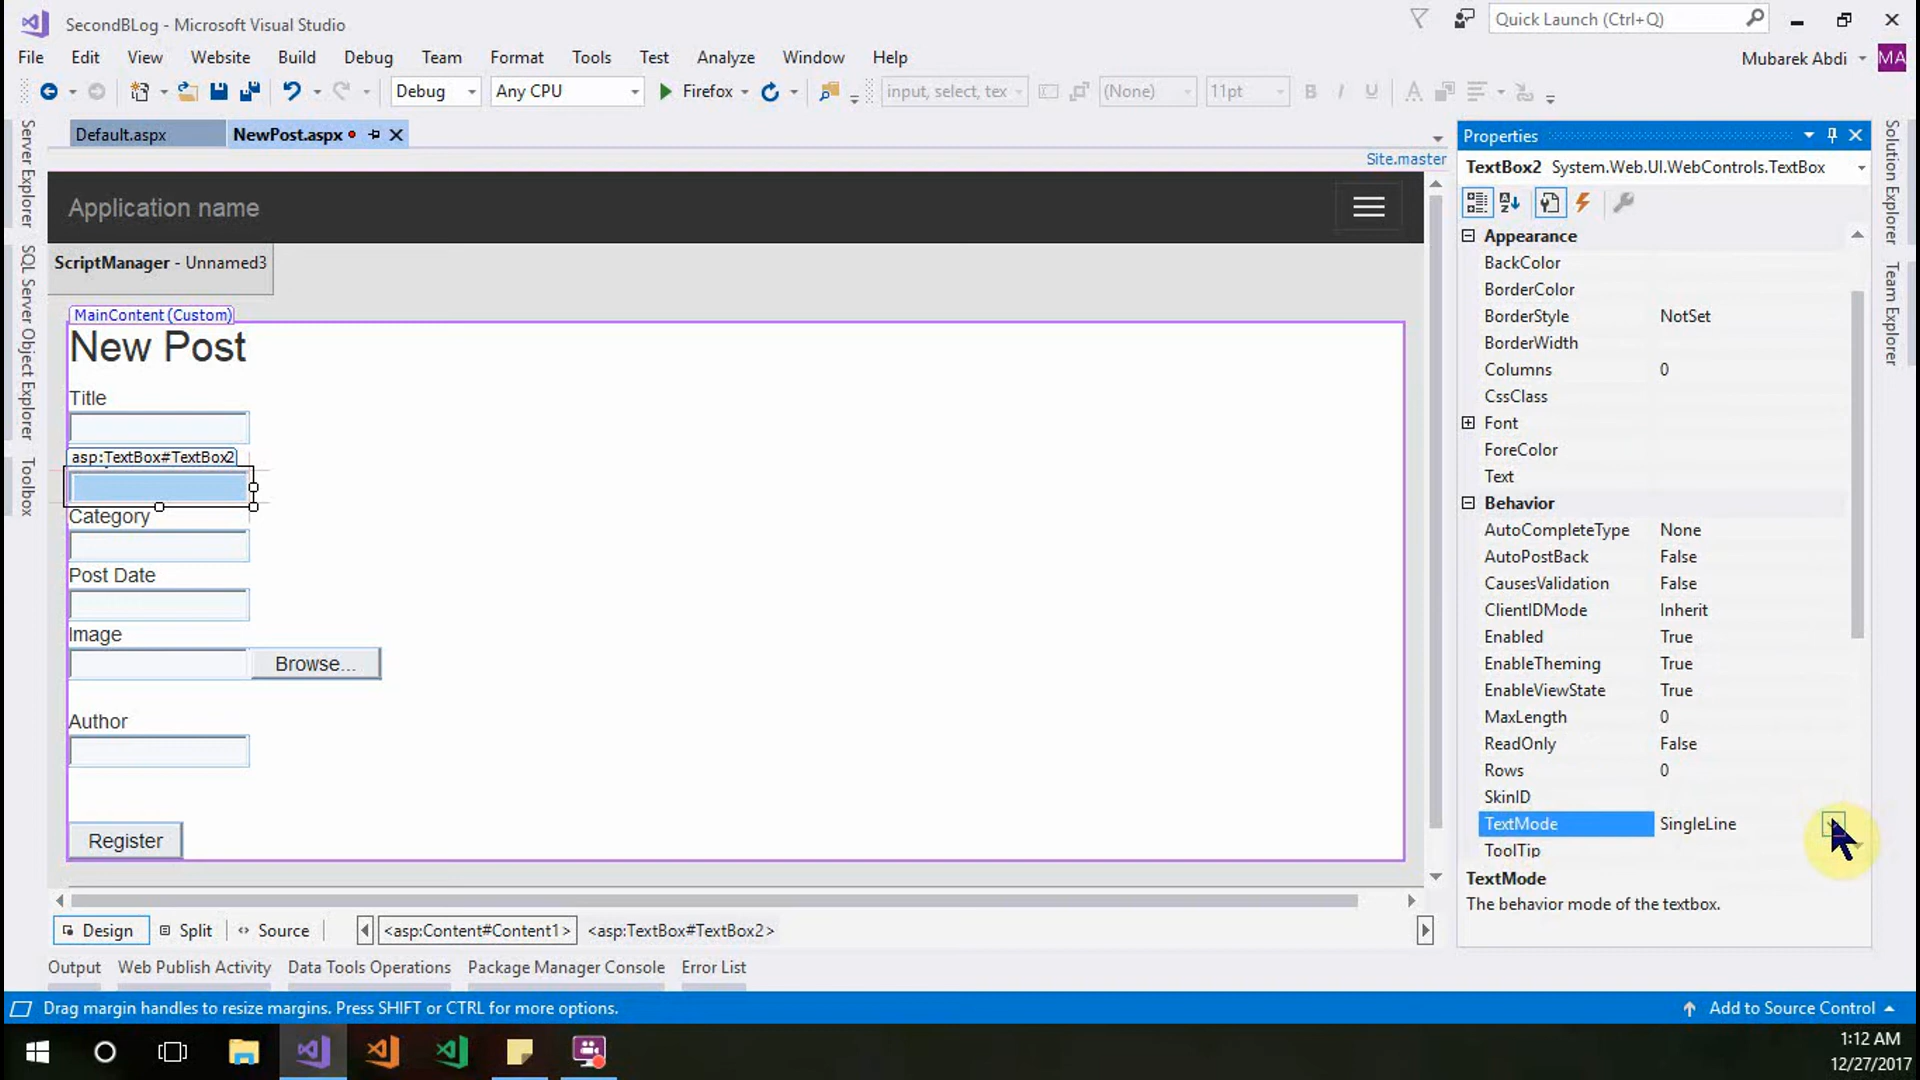 SecondBLog - Microsoft Visual Studio
Quick Launch (Ctrl+Q)
File Edit View Website Build Debug Team Format Tools Test Analyze Window Help
Mubarek Abdi MA
Debug Any CPU Firefox input, select, tex (None) 11pt B I U A
Default.aspx NewPost.aspx
Site.master
Server Explorer
SQL Server Object Explorer
Toolbox
Application name
ScriptManager - Unnamed3
MainContent (Custom)
New Post
Title
asp:TextBox#TextBox2
Category
Post Date
Image
Browse...
Author
Register
Design Split Source <asp:Content#Content1> <asp:TextBox#TextBox2>
Output Web Publish Activity Data Tools Operations Package Manager Console Error List
Properties
TextBox2 System.Web.UI.WebControls.TextBox
Appearance
BackColor
BorderColor
BorderStyle NotSet
BorderWidth
Columns 0
CssClass
Font
ForeColor
Text
Behavior
AutoCompleteType None
AutoPostBack False
CausesValidation False
ClientIDMode Inherit
Enabled True
EnableTheming True
EnableViewState True
MaxLength 0
ReadOnly False
Rows 0
SkinID
TextMode SingleLine
ToolTip
TextMode
The behavior mode of the textbox.
Solution Explorer
Team Explorer
Drag margin handles to resize margins. Press SHIFT or CTRL for more options.
Add to Source Control
1:12 AM
12/27/2017